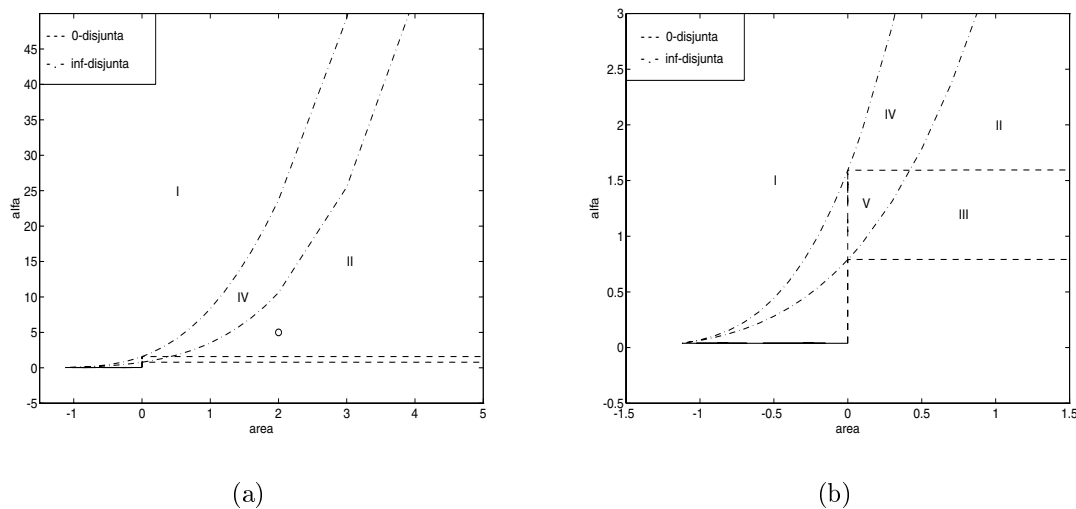 0-disjunta
inf-disjunta
45
40
35
30
25
20
15
10
5
0
-5
alfa
I
II
IV
-1
0
1
2
3
4
5
area
(a)
0-disjunta
inf-disjunta
3
2.5
2
1.5
1
0.5
0
-0.5
alfa
IV
II
I
V
III
-1.5
-1
-0.5
0
0.5
1
1.5
area
(b)